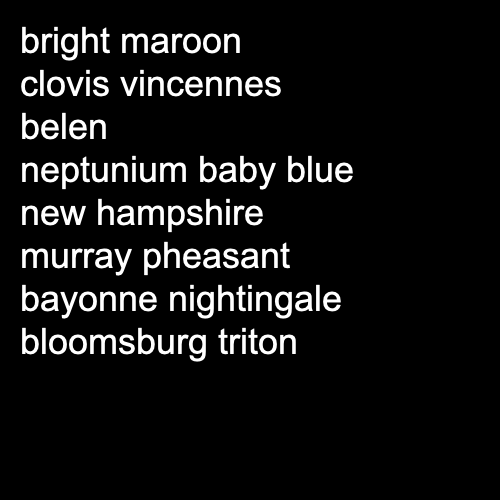 bright maroon
clovis vincennes
belen
neptunium baby blue
new hampshire
murray pheasant
bayonne nightingale
bloomsburg triton